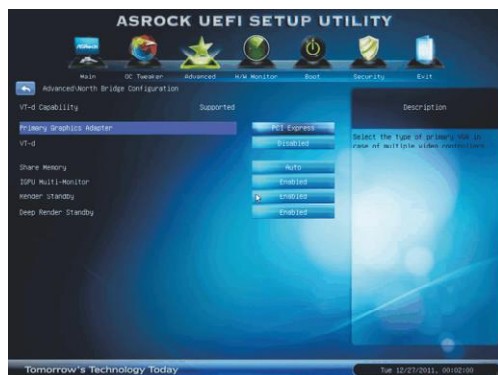 ASROCK UEFI SETUP UTILITY
Main OC Tweaker Advanced H/W Monitor Boot Security Exit
Advanced\North Bridge Configuration
Description
VT-d Capability Supported
Primary Graphics Adapter PCI Express
Select the type of primary VGA in
case of multiple video controllers.
VT-d Disabled
Share Memory Auto
IGPU Multi-Monitor Enabled
Render Standby Enabled
Deep Render Standby Enabled
Tomorrow's Technology Today
Tue 12/27/2011, 00:02:00